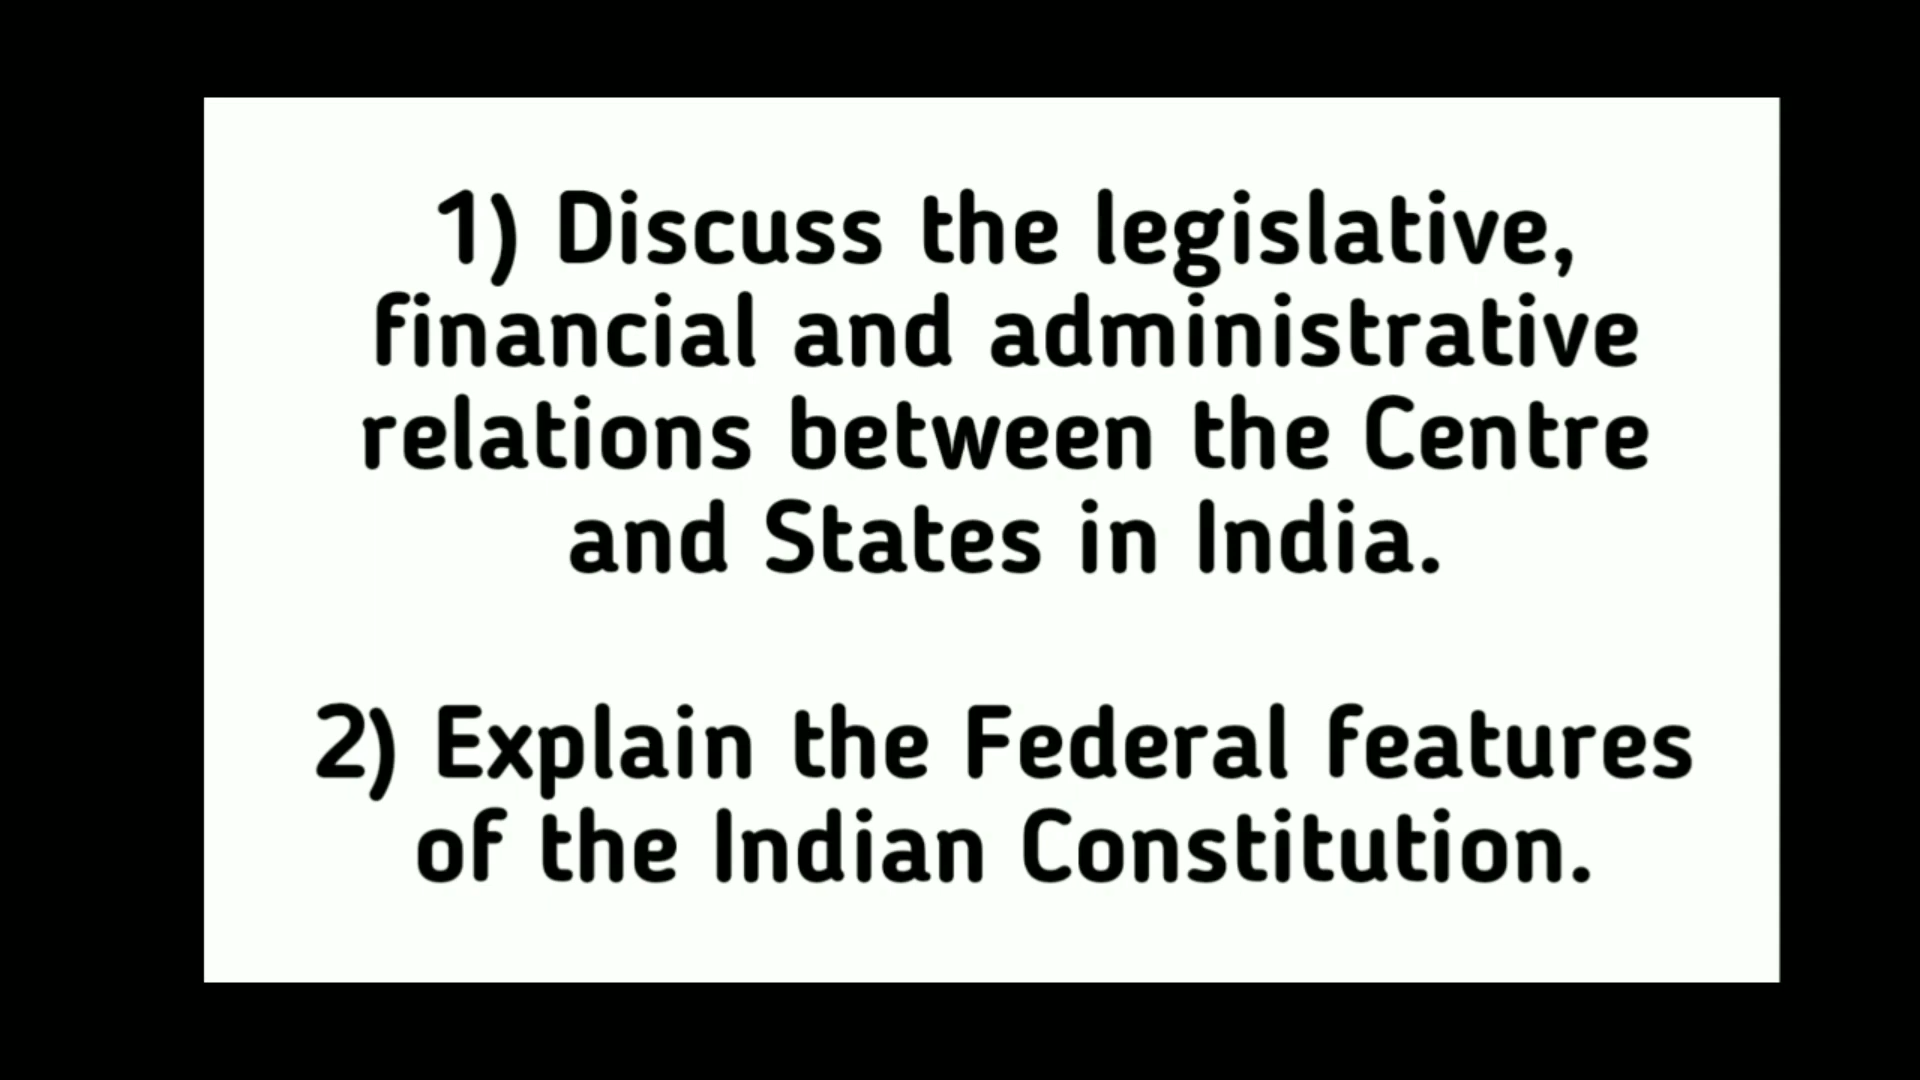 1) Discuss the legislative,
financial and administrative
relations between the Centre
and States in India.
2) Explain the Federal features
of the Indian Constitution.